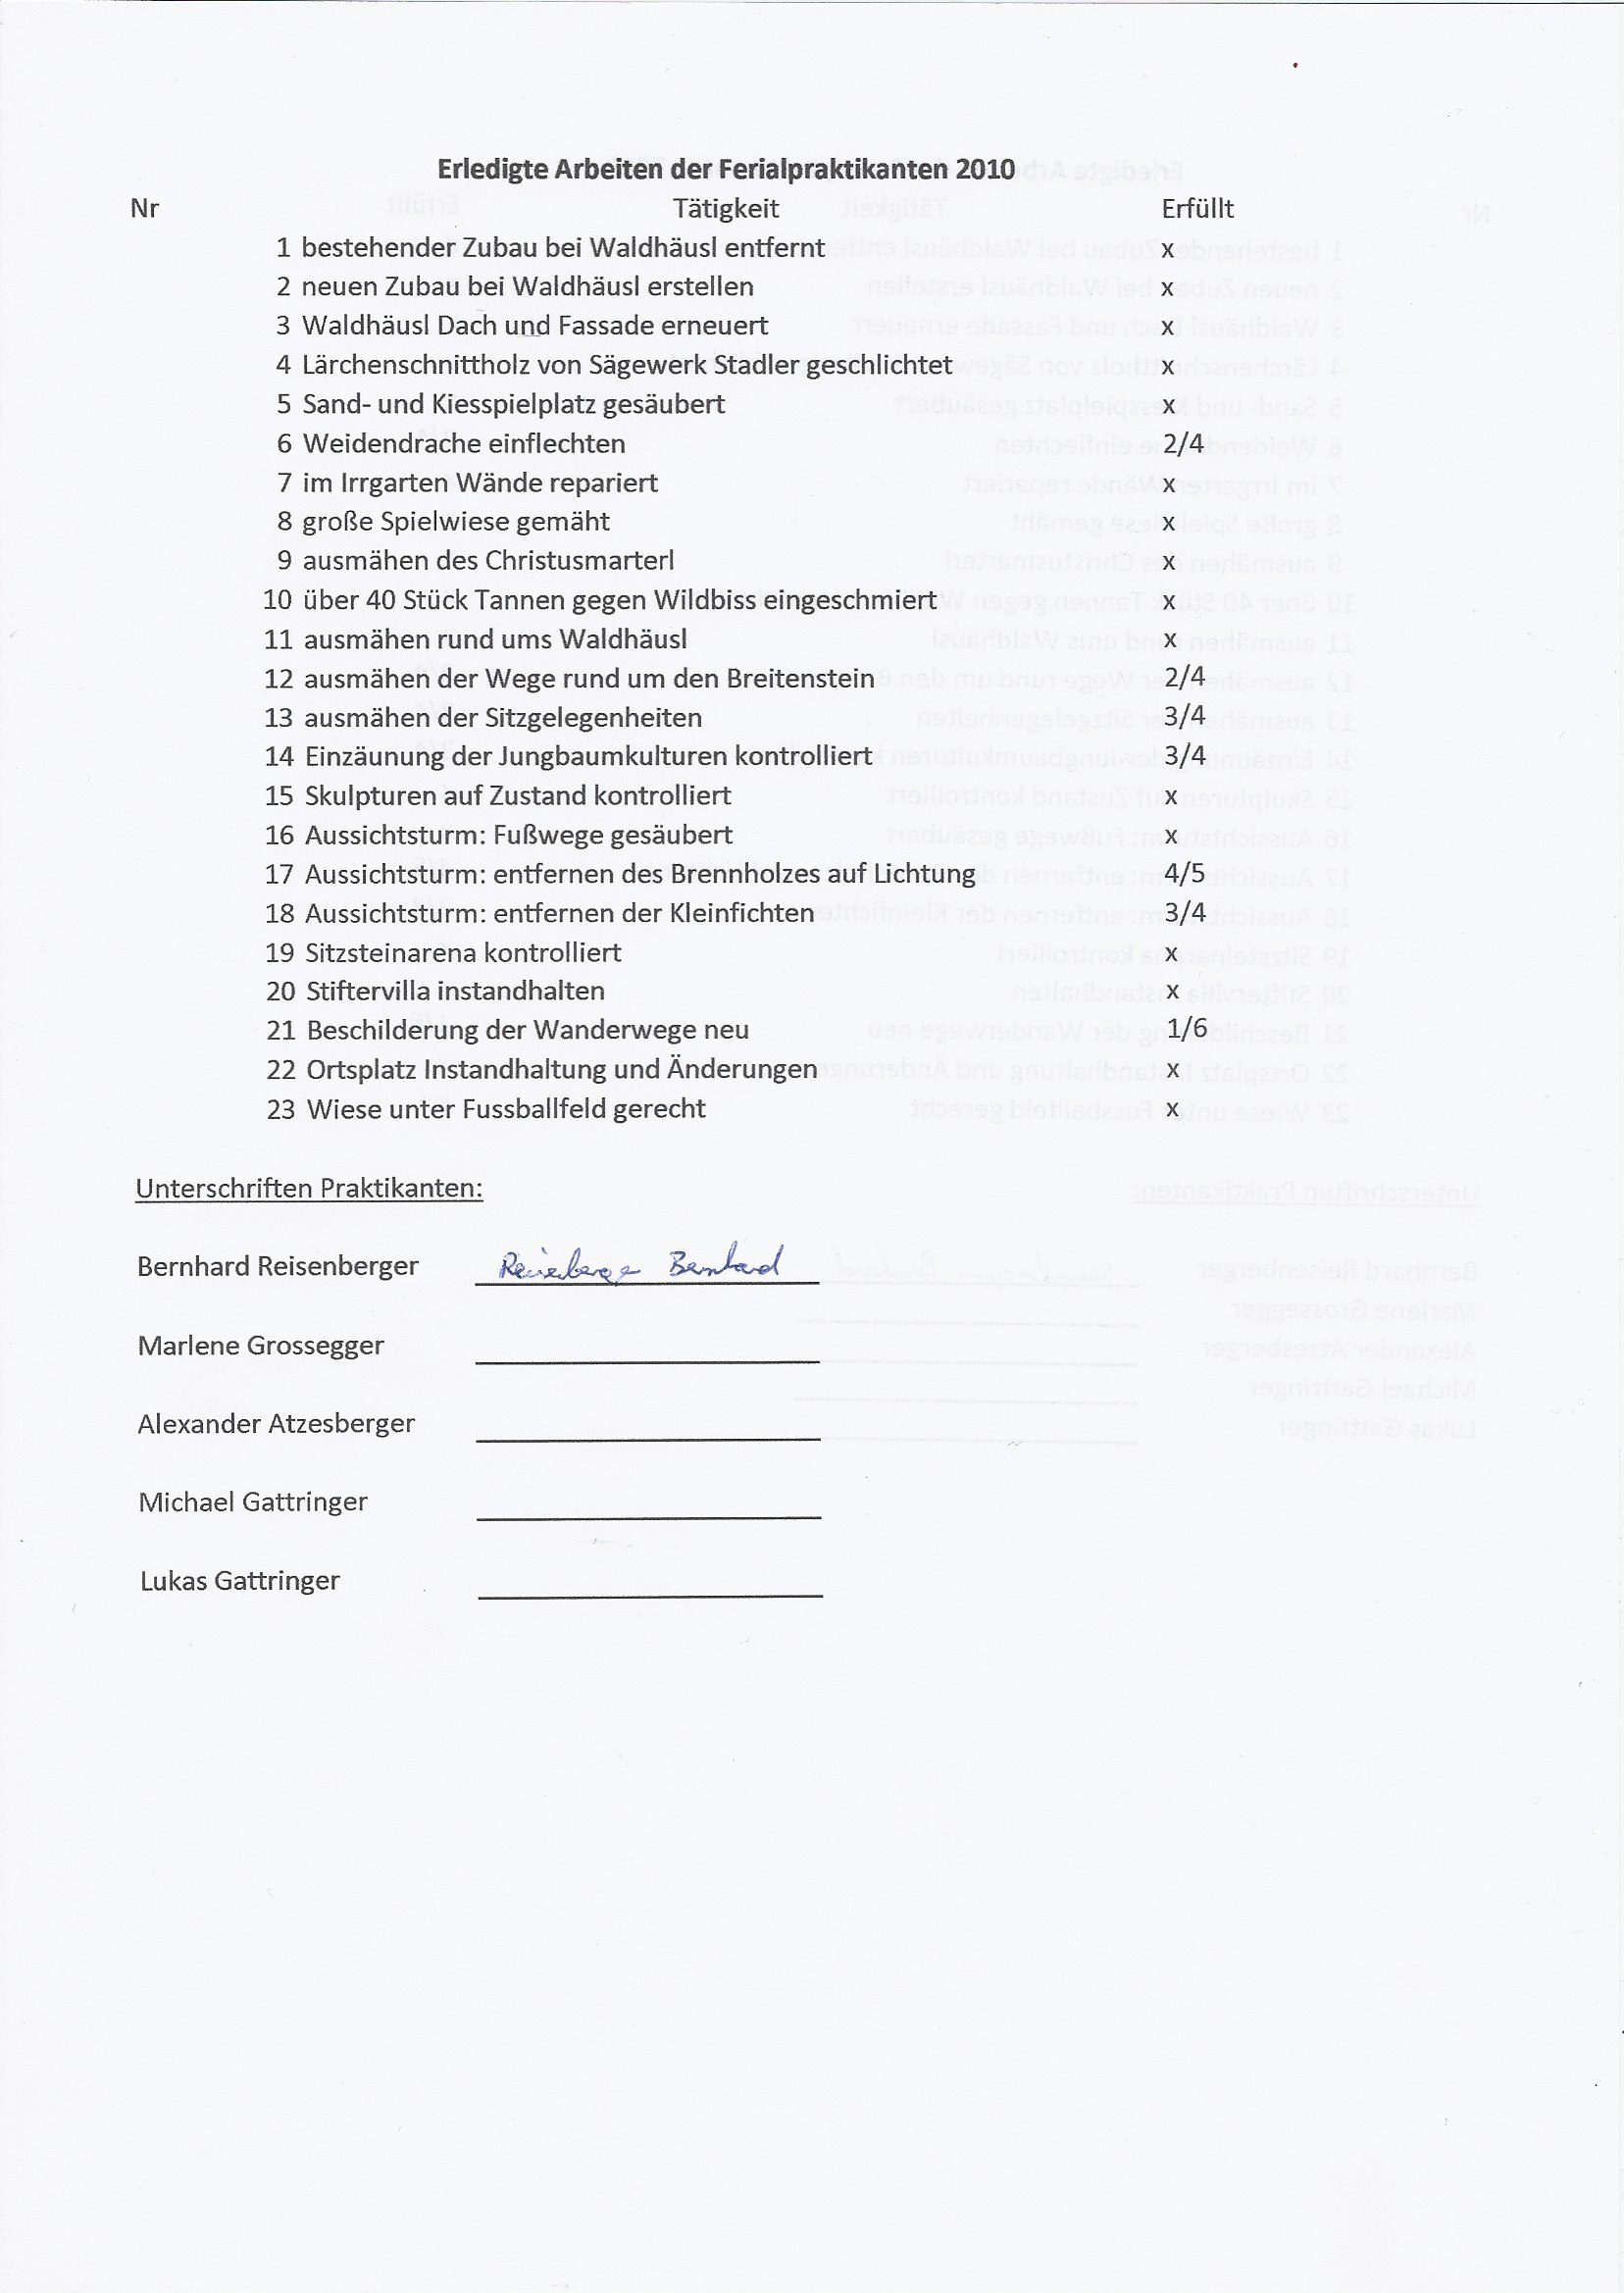 Erledigte Arbeiten der Ferialpraktikanten 2010
Nr Tätigkeit Erfüllt
1 bestehender Zubau bei Waldhäusl entfernt x
2 neuen Zubau bei Waldhäusl erstellen x
3 Waldhäusl Dach und Fassade erneuert x
4 Lärchenschnittholz von Sägewerk Stadler geschlichtet x
5 Sand- und Kiesspielplatz gesäubert x
6 Weidendrache einflechten 2/4
7 im Irrgarten Wände repariert x
8 große Spielwiese gemäht x
9 ausmähen des Christusmarterl x
10 über 40 Stück Tannen gegen Wildbiss eingeschmiert x
11 ausmähen rund ums Waldhäusl x
12 ausmähen der Wege rund um den Breitenstein 2/4
13 ausmähen der Sitzgelegenheiten 3/4
14 Einzäunung der Jungbaumkulturen kontrolliert 3/4
15 Skulpturen auf Zustand kontrolliert x
16 Aussichtsturm: Fußwege gesäubert x
17 Aussichtsturm: entfernen des Brennholzes auf Lichtung 4/5
18 Aussichtsturm: entfernen der Kleinfichten 3/4
19 Sitzsteinarena kontrolliert x
20 Stiftervilla instandhalten x
21 Beschilderung der Wanderwege neu 1/6
22 Ortsplatz Instandhaltung und Änderungen x
23 Wiese unter Fussballfeld gerecht x
Unterschriften Praktikanten:
Bernhard Reisenberger Reisenberger Bernhard
Marlene Grossegger
Alexander Atzesberger
Michael Gattringer
Lukas Gattringer